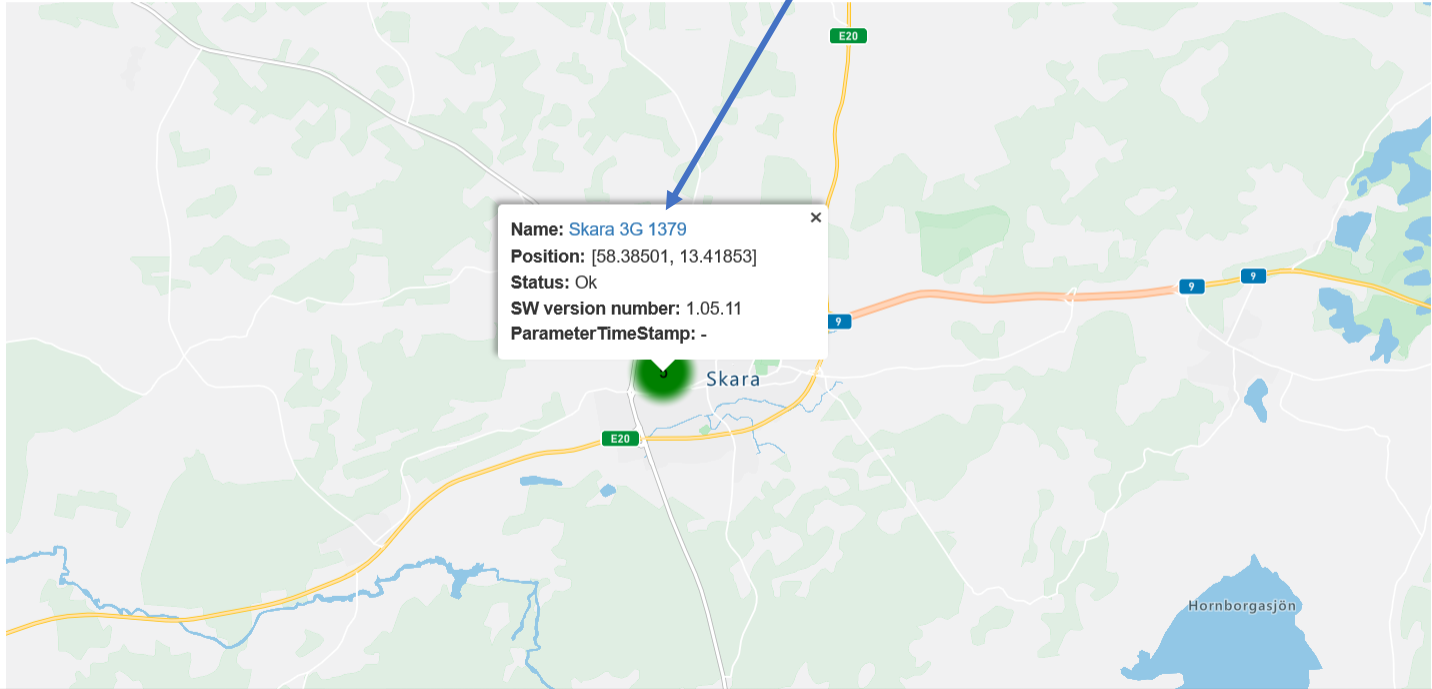 E20
Name: Skara 3G 1379
×
Position: [58.38501, 13.41853]
Status: Ok
SW version number: 1.05.11
ParameterTimeStamp: -
9
9
9
Skara
E20
Hornborgasjön